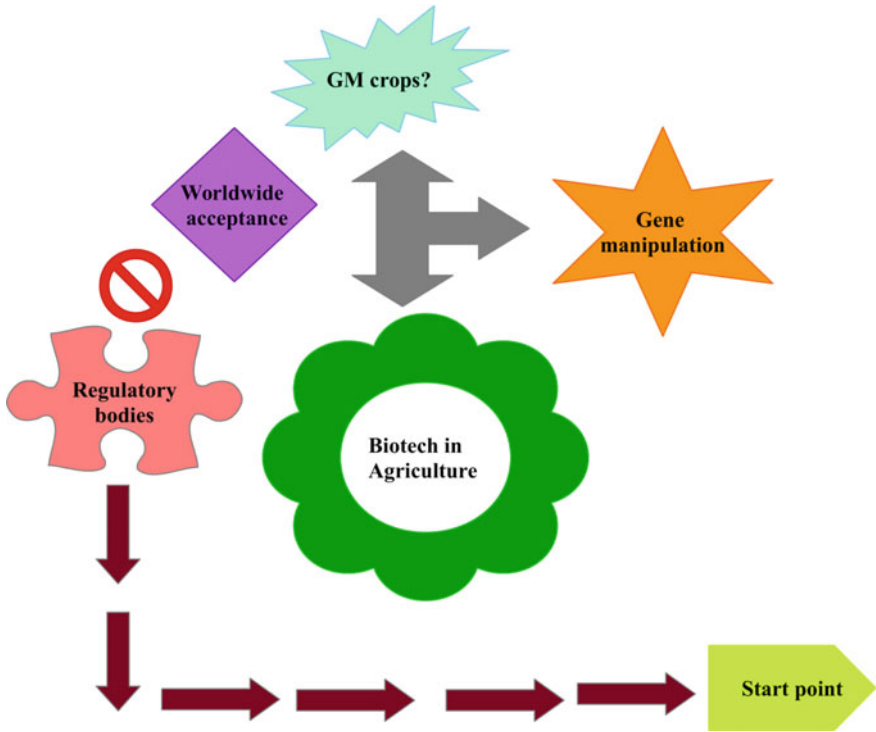 GM crops?
Worldwide
acceptance
Gene
manipulation
Regulatory
bodies
Biotech in
Agriculture
Start point